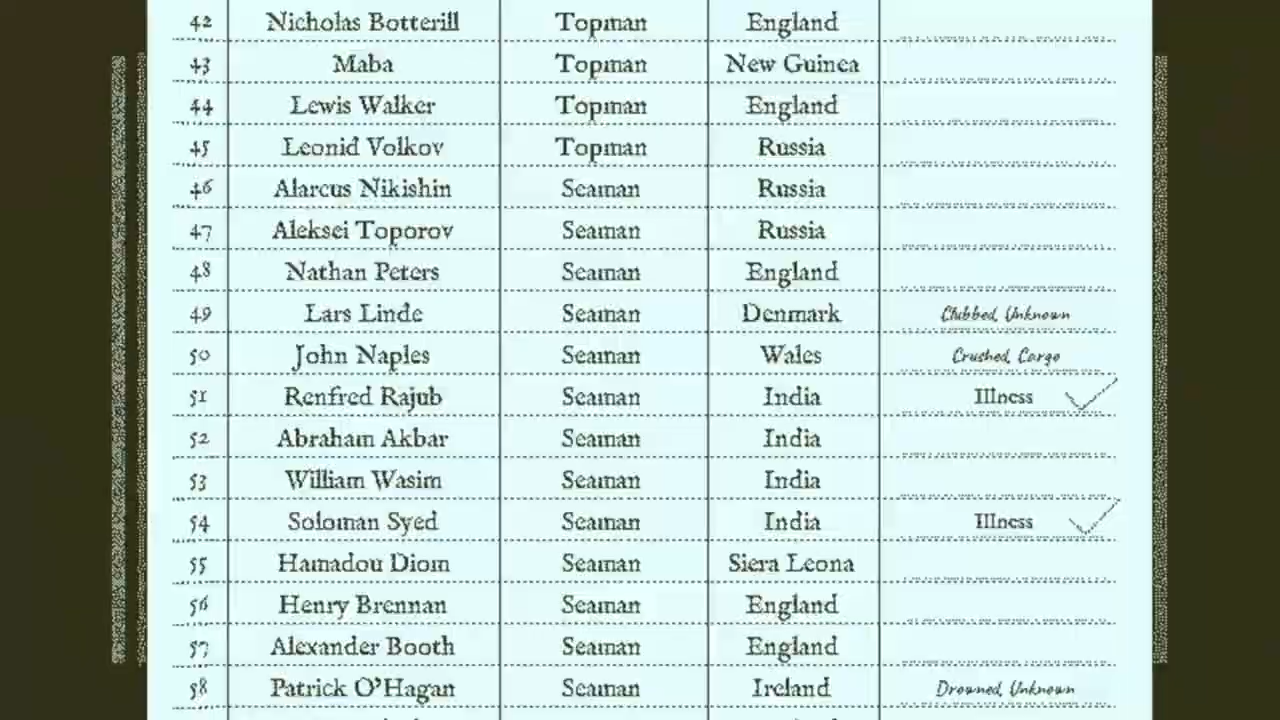 42 Nicholas Botterill Topman England
43 Maba Topman New Guinea
44 Lewis Walker Topman England
45 Leonid Volkov Topman Russia
46 Alarcus Nikishin Seaman Russia
47 Aleksei Toporov Seaman Russia
48 Nathan Peters Seaman England
49 Lars Linde Seaman Denmark Clubbed, Unknown
50 John Naples Seaman Wales Crushed, Cargo
51 Renfred Rajub Seaman India Illness
52 Abraham Akbar Seaman India
53 William Wasim Seaman India
54 Soloman Syed Seaman India Illness
55 Hamadou Diom Seaman Siera Leona
56 Henry Brennan Seaman England
57 Alexander Booth Seaman England
58 Patrick O'Hagan Seaman Ireland Drowned, Unknown